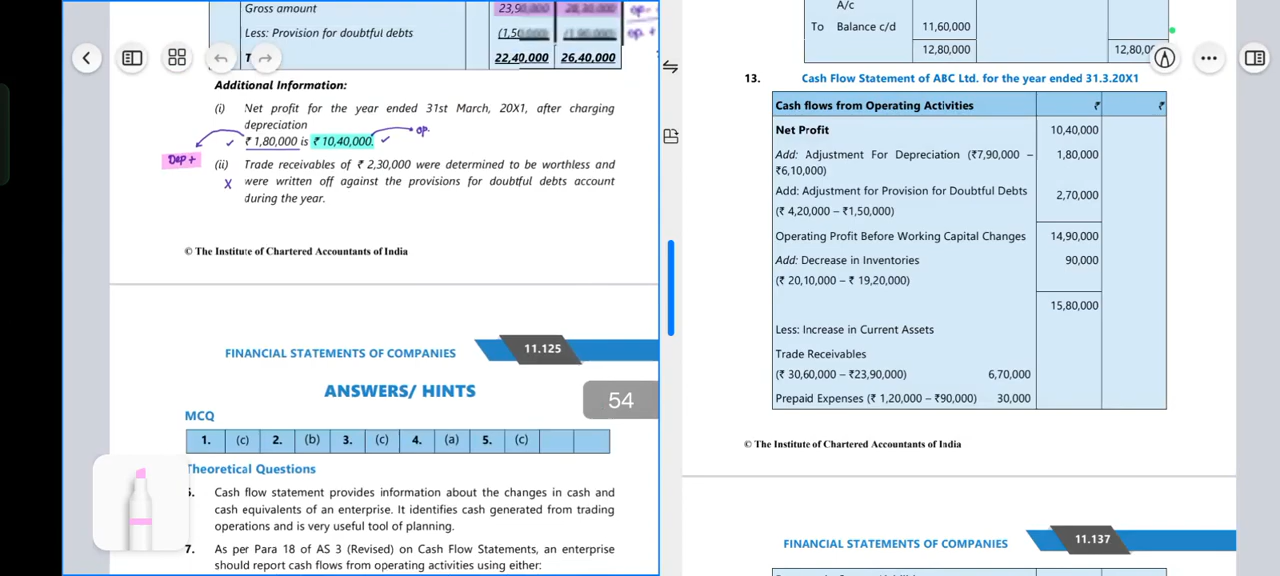 Gross amount 23,90,000 28,30,000
Less: Provision for doubtful debts (1,50,000) (1,90,000)
T 22,40,000 26,40,000
Additional Information:
(i) Net profit for the year ended 31st March, 20X1, after charging
depreciation
₹ 1,80,000 is ₹ 10,40,000. op.
Dep +
(ii) Trade receivables of ₹ 2,30,000 were determined to be worthless and
were written off against the provisions for doubtful debts account
during the year.
© The Institute of Chartered Accountants of India
FINANCIAL STATEMENTS OF COMPANIES 11.125
ANSWERS/ HINTS
54
MCQ
1. (c) 2. (b) 3. (c) 4. (a) 5. (c)
Theoretical Questions
6. Cash flow statement provides information about the changes in cash and
cash equivalents of an enterprise. It identifies cash generated from trading
operations and is very useful tool of planning.
7. As per Para 18 of AS 3 (Revised) on Cash Flow Statements, an enterprise
should report cash flows from operating activities using either:
A/c
To Balance c/d 11,60,000
12,80,000 12,80,0
13. Cash Flow Statement of ABC Ltd. for the year ended 31.3.20X1
Cash flows from Operating Activities ₹ ₹
Net Profit 10,40,000
Add: Adjustment For Depreciation (₹7,90,000 – 1,80,000
₹6,10,000)
Add: Adjustment for Provision for Doubtful Debts 2,70,000
(₹ 4,20,000 – ₹1,50,000)
Operating Profit Before Working Capital Changes 14,90,000
Add: Decrease in Inventories 90,000
(₹ 20,10,000 – ₹ 19,20,000)
15,80,000
Less: Increase in Current Assets
Trade Receivables
(₹ 30,60,000 – ₹23,90,000) 6,70,000
Prepaid Expenses (₹ 1,20,000 – ₹90,000) 30,000
© The Institute of Chartered Accountants of India
FINANCIAL STATEMENTS OF COMPANIES 11.137